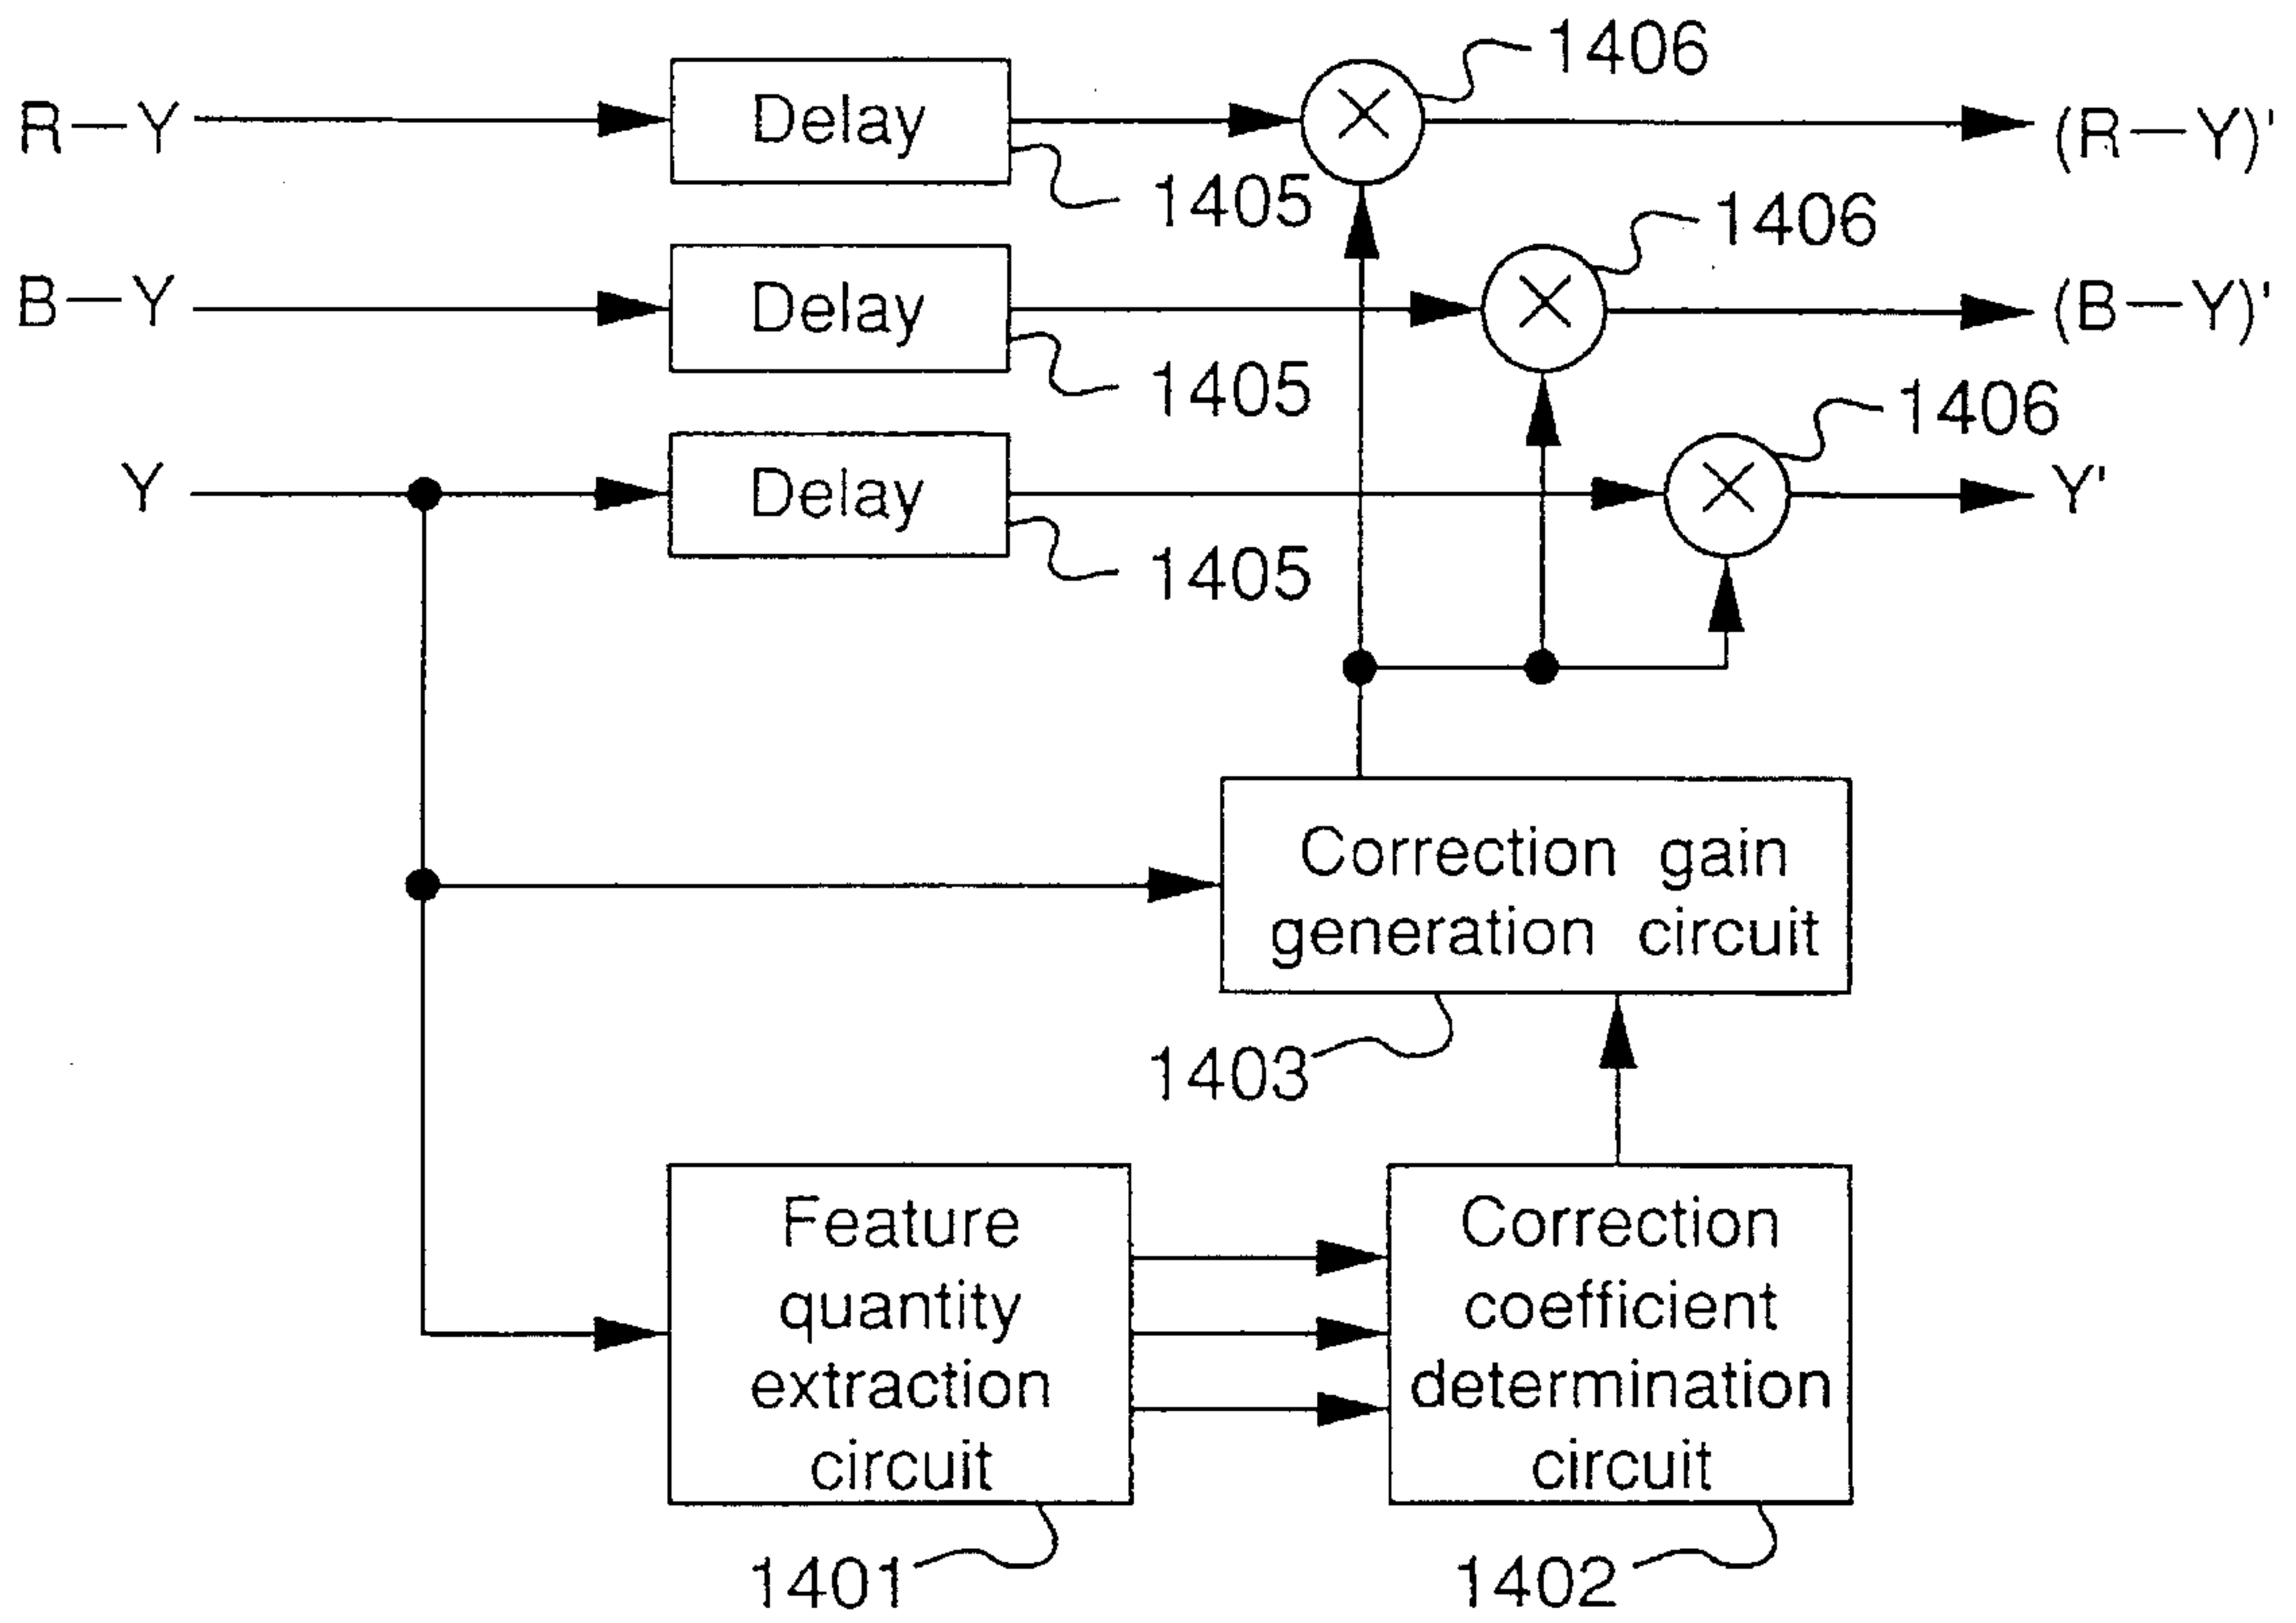 1406
R—Y
Delay
(R—Y)'
1405
1406
B—Y
Delay
(B—Y)'
1405
1406
Y
Delay
Y'
1405
Correction gain
generation circuit
1403
Feature
quantity
extraction
circuit
Correction
coefficient
determination
circuit
1401
1402